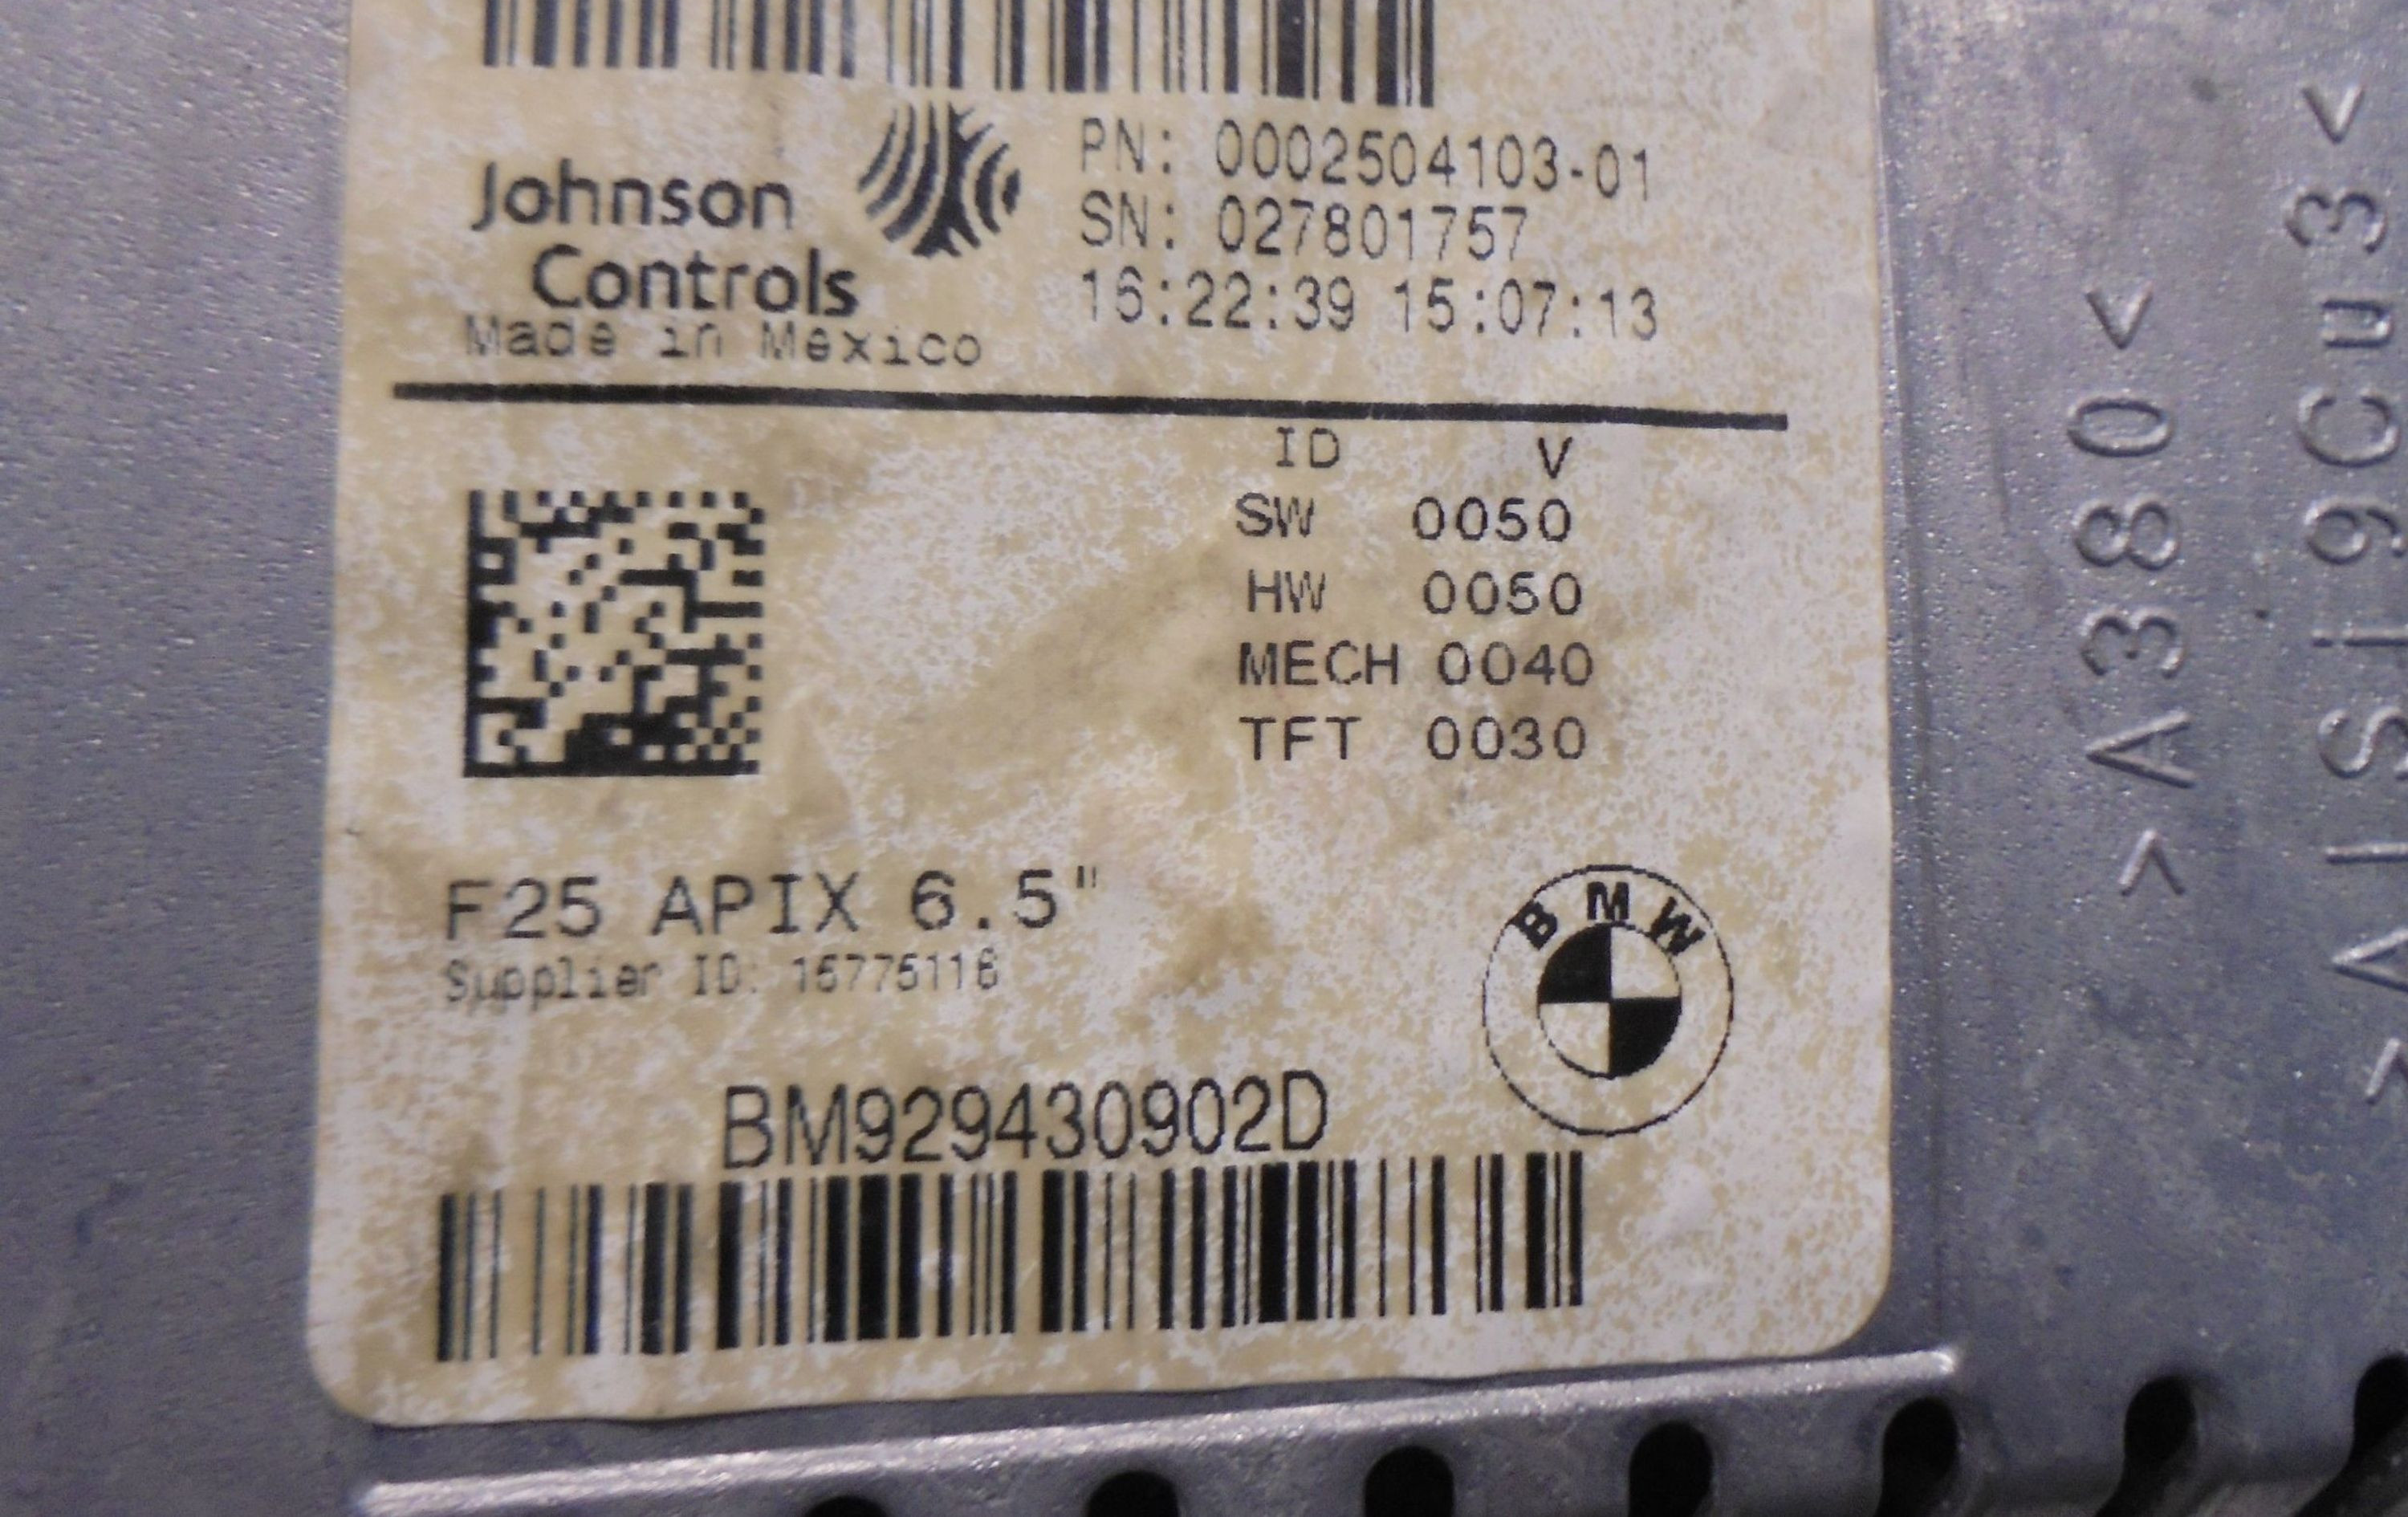 Johnson
Controls
Made in Mexico
PN: 0002504103-01
SN: 027801757
16:22:39 15:07:13
ID V
SW 0050
HW 0050
MECH 0040
TFT 0030
F25 APIX 6.5"
Supplier ID: 15775116
BMW
BM929430902D
>A380<
>AlSi9Cu3<